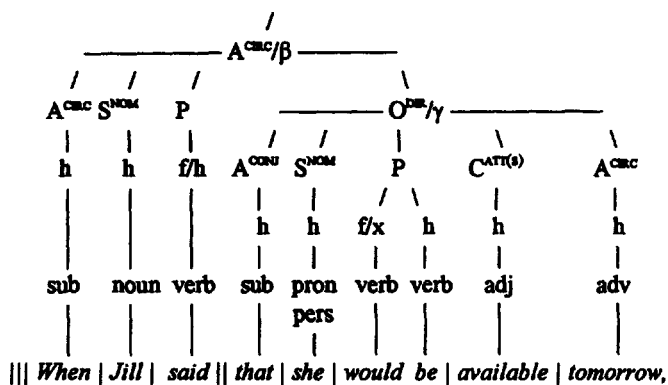 A^CIRC/β
A^CIRC S^NOM P O^DIR/γ
h h f/h A^CONJ S^NOM P C^ATT(S) A^CIRC
h h f/x h h h
sub noun verb sub pron verb verb adj adv
pers
||| When | Jill | said || that | she | would be | available | tomorrow,